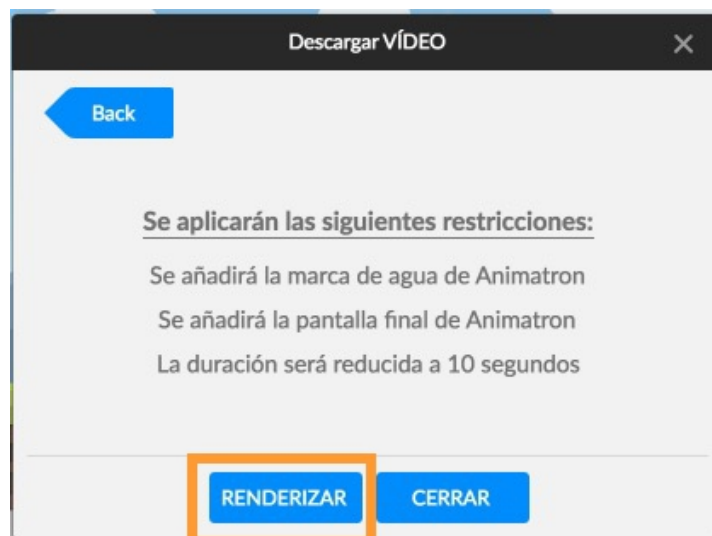 Descargar VÍDEO
Back
Se aplicarán las siguientes restricciones:
Se añadirá la marca de agua de Animatron
Se añadirá la pantalla final de Animatron
La duración será reducida a 10 segundos
RENDERIZAR CERRAR